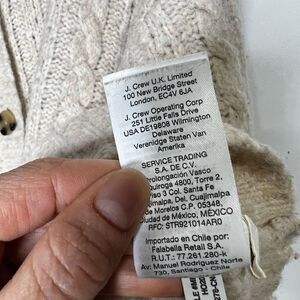 J. Crew U.K. Limited
100 New Bridge Street
London, EC4V 6JA
J. Crew Operating Corp
251 Little Falls Drive
USA DE19808 Wilmington
Delaware
Verenidge Staten Van
Amerika
SERVICE TRADING
S.A. DE C.V.
Prolongación Vasco
Quiroga 4800, Torre 2,
Piso 3 Col. Santa Fe
Del. Cuajimalpa
de Morelos C.P. 05348,
Ciudad de México, MÉXICO
RFC: STR921014AR0
Importado en Chile por:
Falabella Retail S.A.
R.U.T: 77.261.280-K
Av: Manuel Rodriguez Norte
730, Santiago - Chile